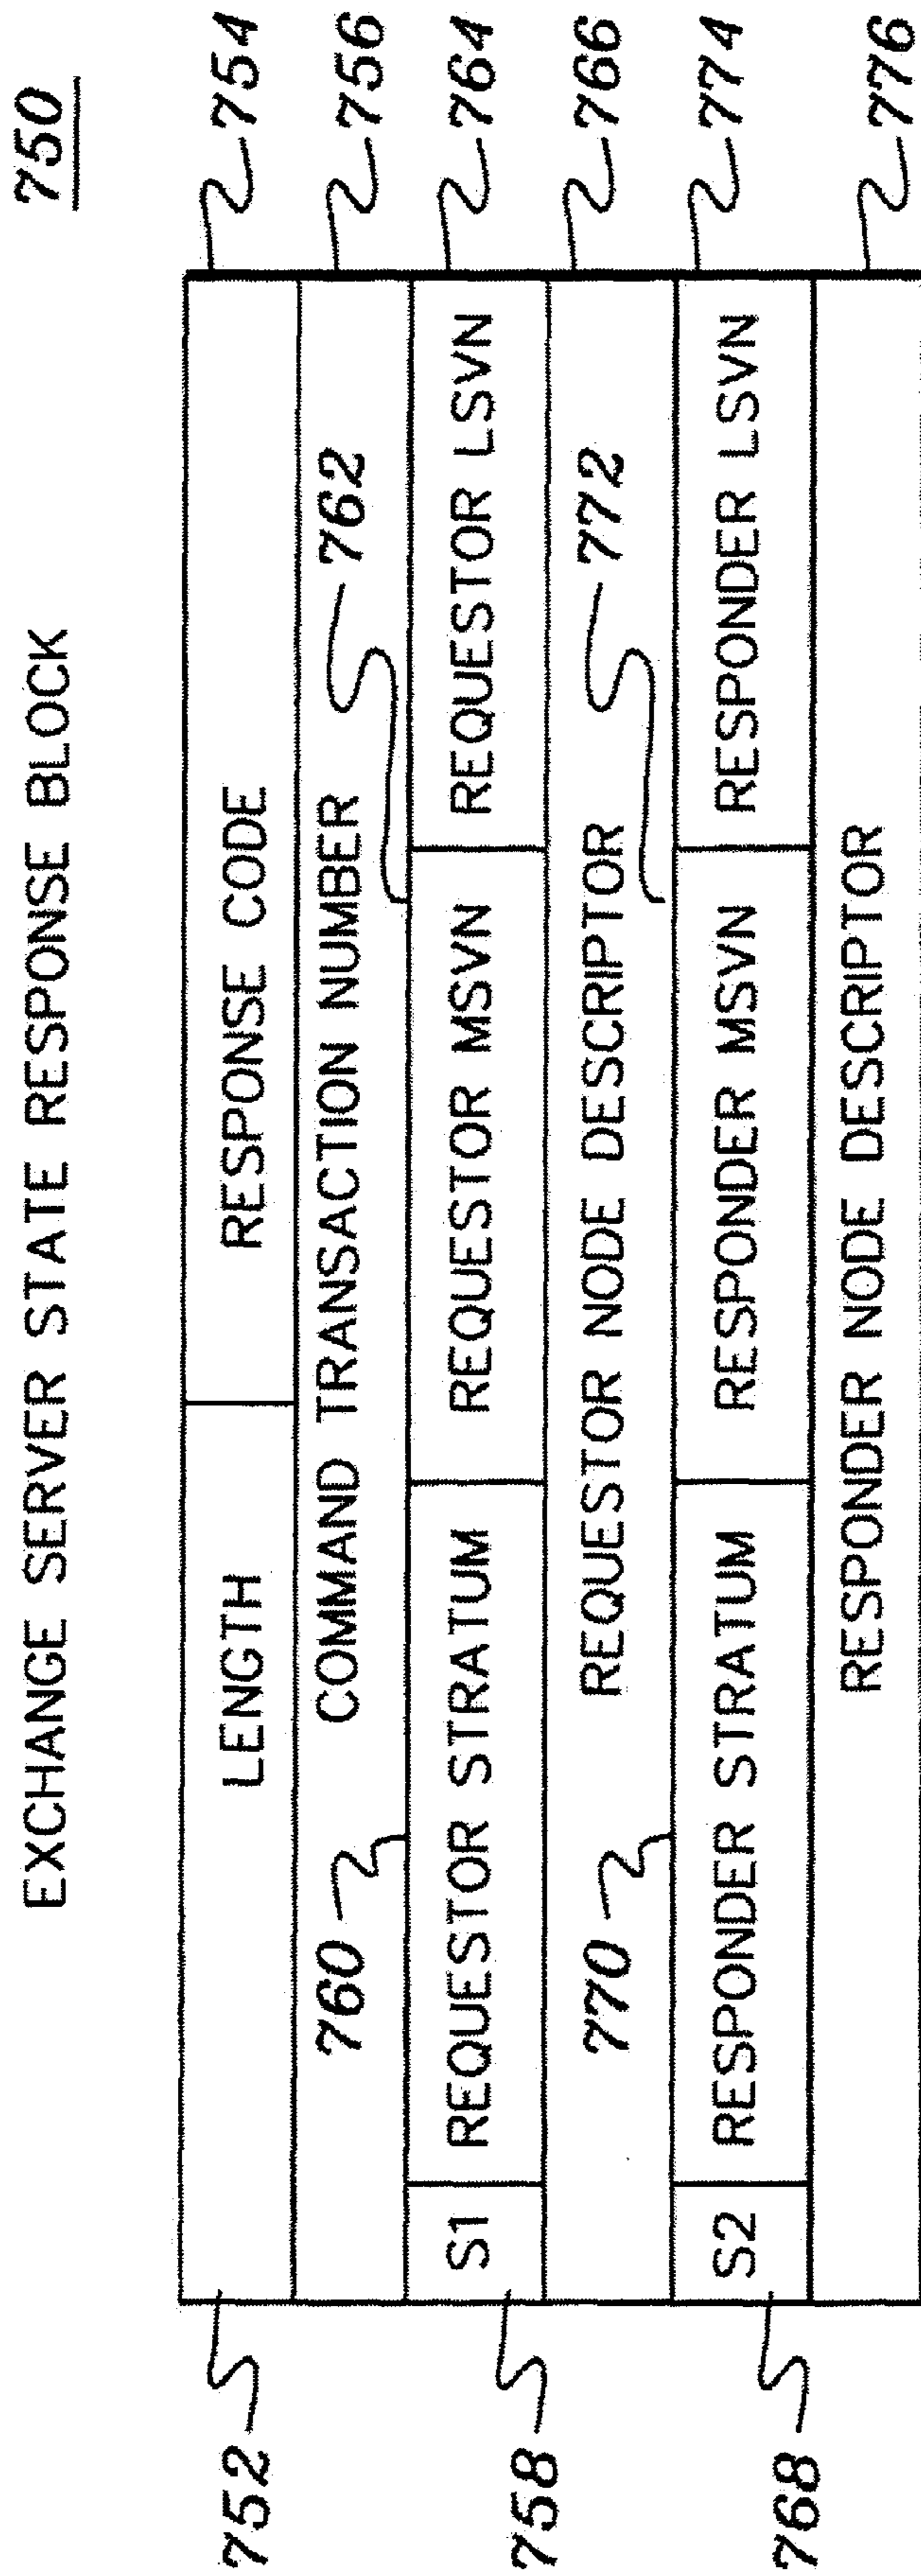 EXCHANGE SERVER STATE RESPONSE BLOCK 750
752 LENGTH RESPONSE CODE 754
COMMAND TRANSACTION NUMBER 756
760 762
758 S1 REQUESTOR STRATUM REQUESTOR MSVN REQUESTOR LSVN 764
REQUESTOR NODE DESCRIPTOR 766
770 772
768 S2 RESPONDER STRATUM RESPONDER MSVN RESPONDER LSVN 774
RESPONDER NODE DESCRIPTOR 776